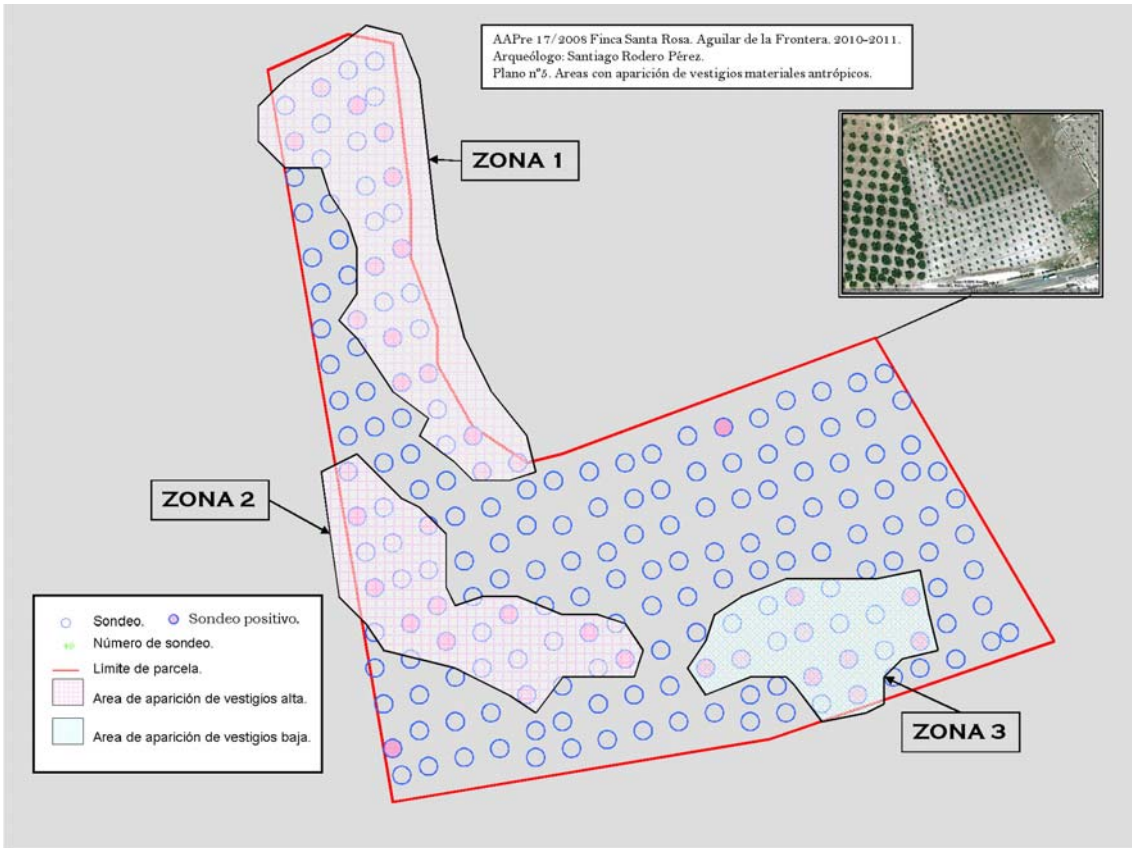 AAPre 17/2008 Finca Santa Rosa. Aguilar de la Frontera. 2010-2011.
Arqueólogo: Santiago Rodero Pérez.
Plano nº5. Areas con aparición de vestigios materiales antrópicos.
ZONA 1
ZONA 2
Sondeo.
Sondeo positivo.
Número de sondeo.
Límite de parcela.
Area de aparición de vestigios alta.
Area de aparición de vestigios baja.
ZONA 3